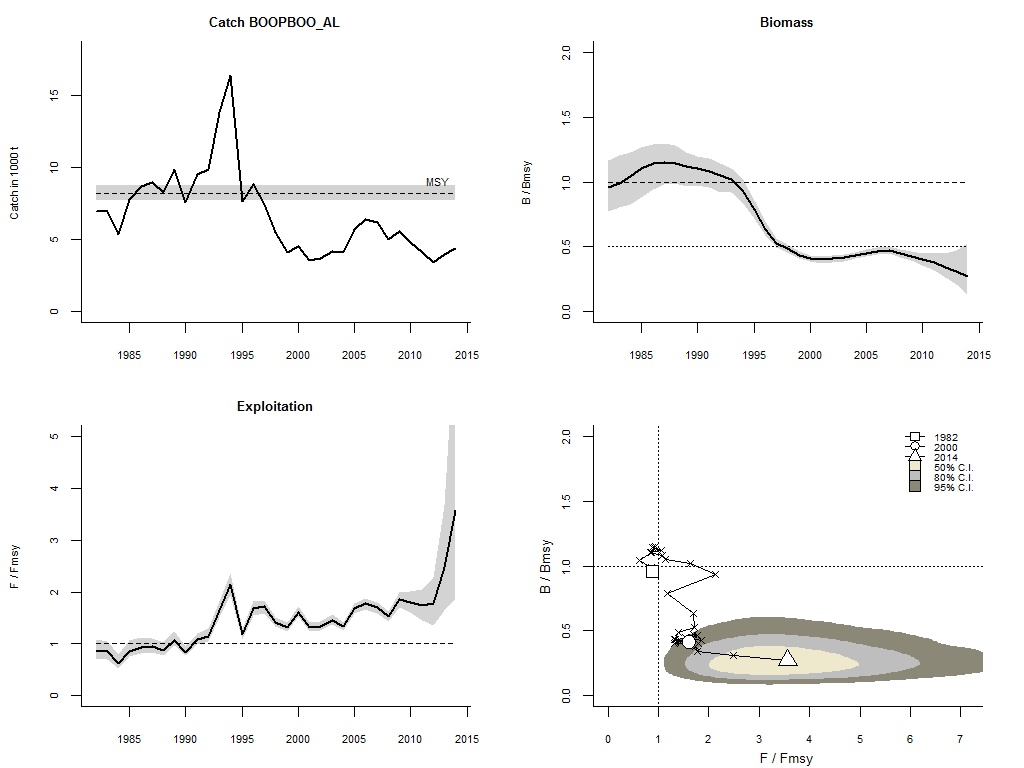 Catch BOOPBOO_AL
Catch in 1000 t
15
10
5
0
MSY
1985 1990 1995 2000 2005 2010 2015
Biomass
B / Bmsy
2.0
1.5
1.0
0.5
0.0
1985 1990 1995 2000 2005 2010 2015
Exploitation
F / Fmsy
5
4
3
2
1
0
1985 1990 1995 2000 2005 2010 2015
B / Bmsy
2.0
1.5
1.0
0.5
0.0
1982
2000
2014
50% C.I.
80% C.I.
95% C.I.
0 1 2 3 4 5 6 7
F / Fmsy